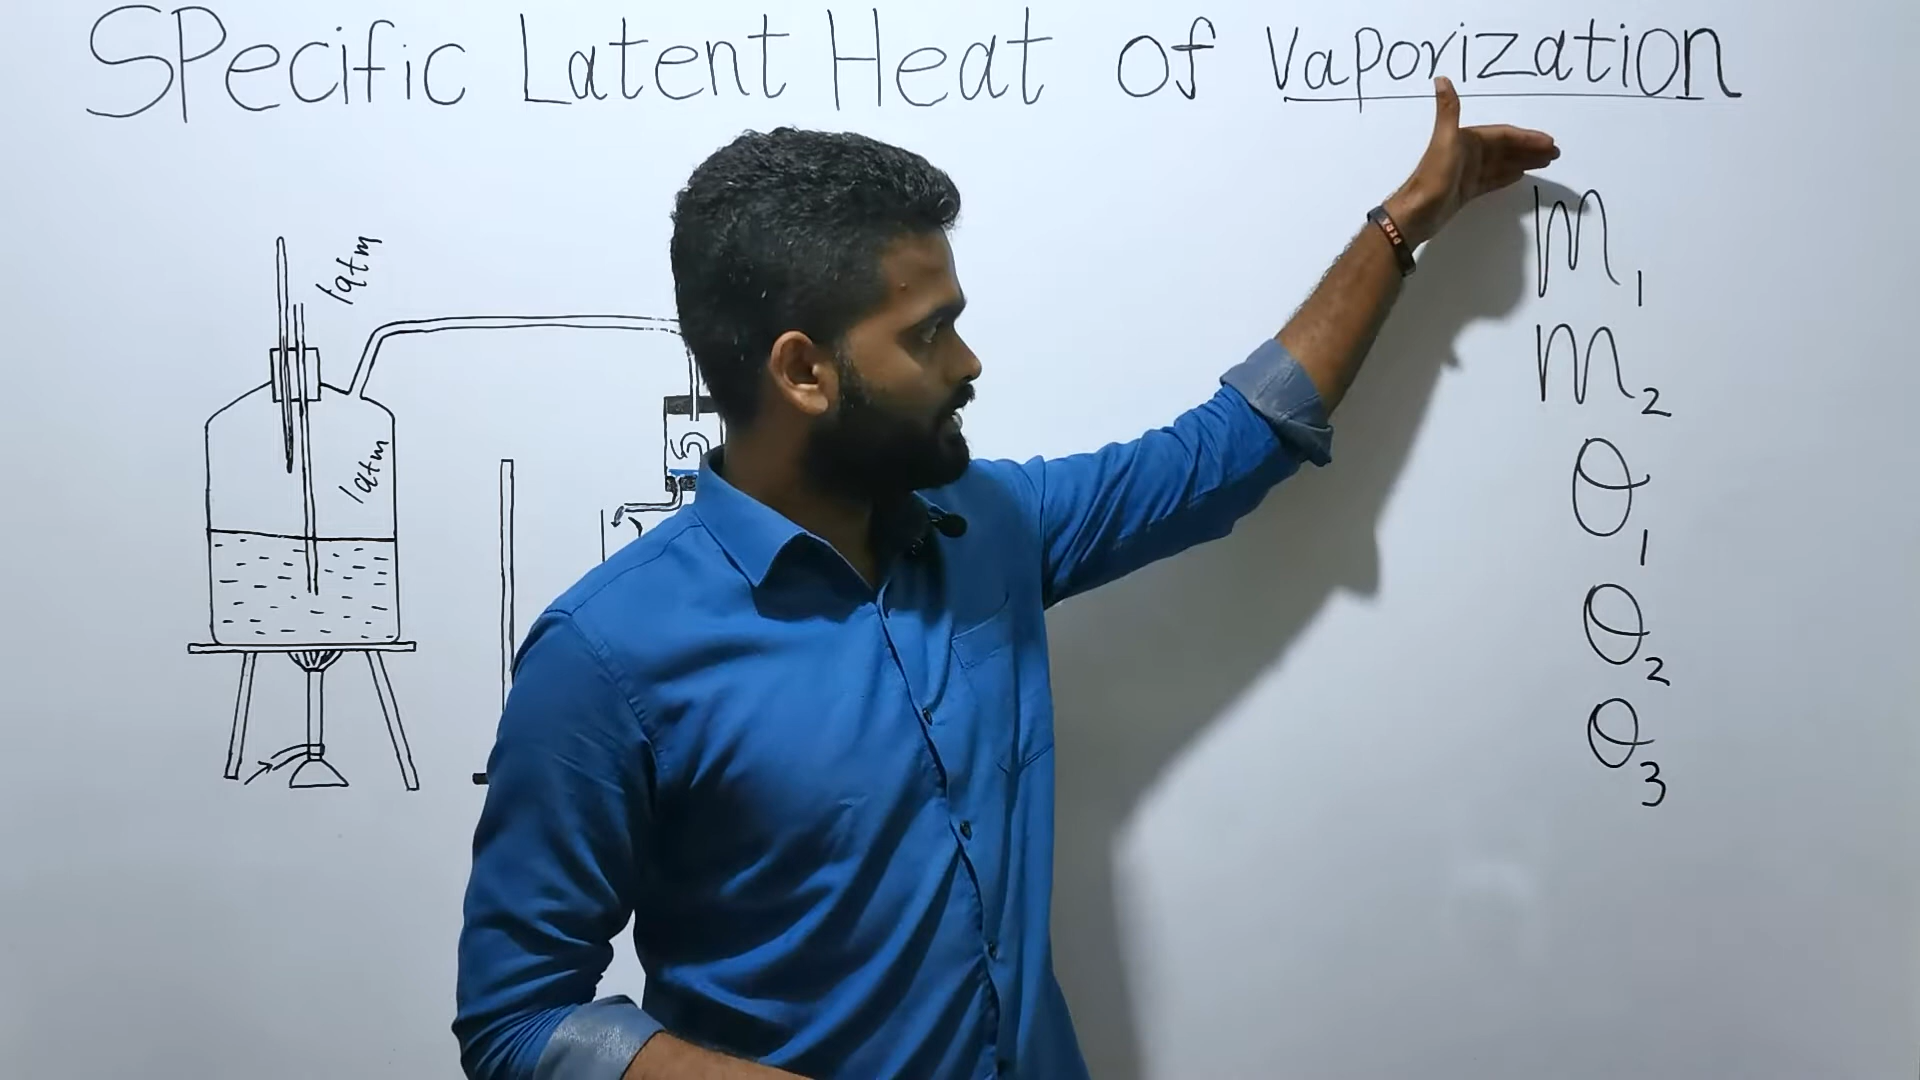 SPecific Latent Heat of Vaporization
1atm
1atm
m1
m2
θ1
θ2
θ3